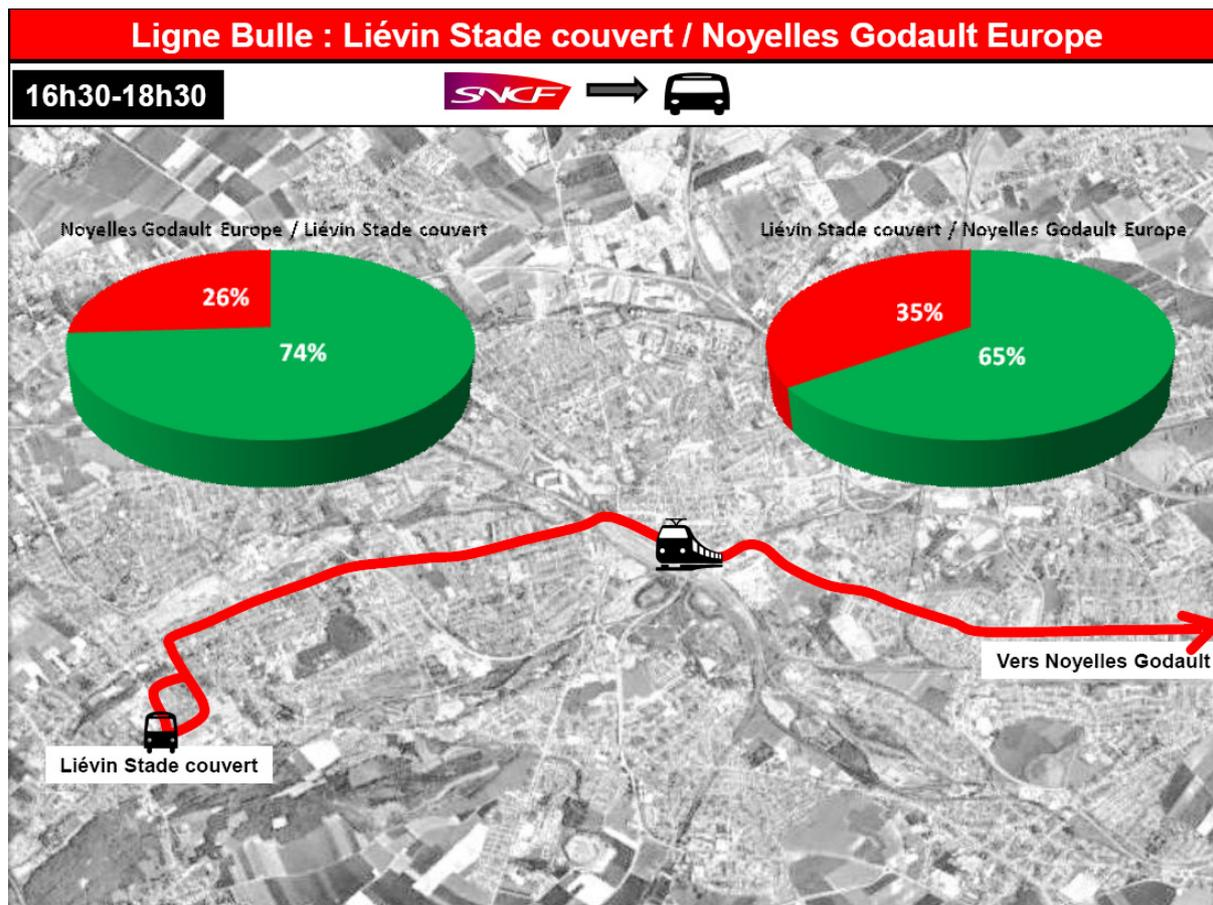 Ligne Bulle : Liévin Stade couvert / Noyelles Godault Europe
16h30-18h30
SNCF
Noyelles Godault Europe / Liévin Stade couvert
26%
74%
Liévin Stade couvert / Noyelles Godault Europe
35%
65%
Vers Noyelles Godault
Liévin Stade couvert